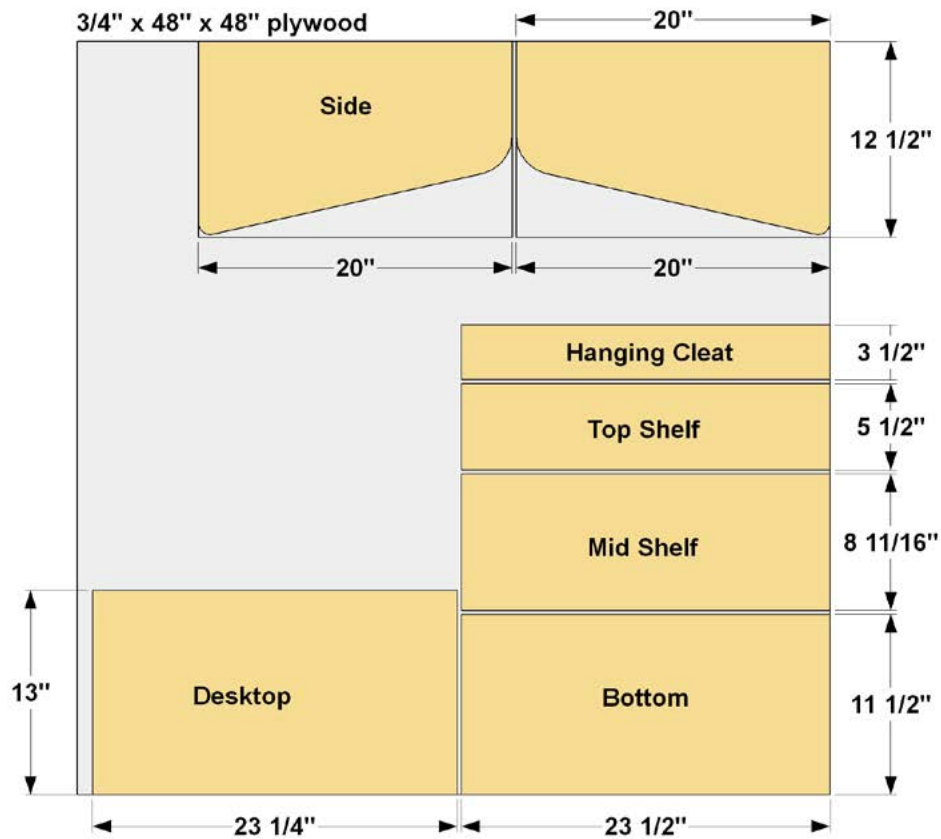 3/4" x 48" x 48" plywood
20"
Side
12 1/2"
20"
20"
Hanging Cleat
3 1/2"
Top Shelf
5 1/2"
Mid Shelf
8 11/16"
13"
Desktop
Bottom
11 1/2"
23 1/4"
23 1/2"